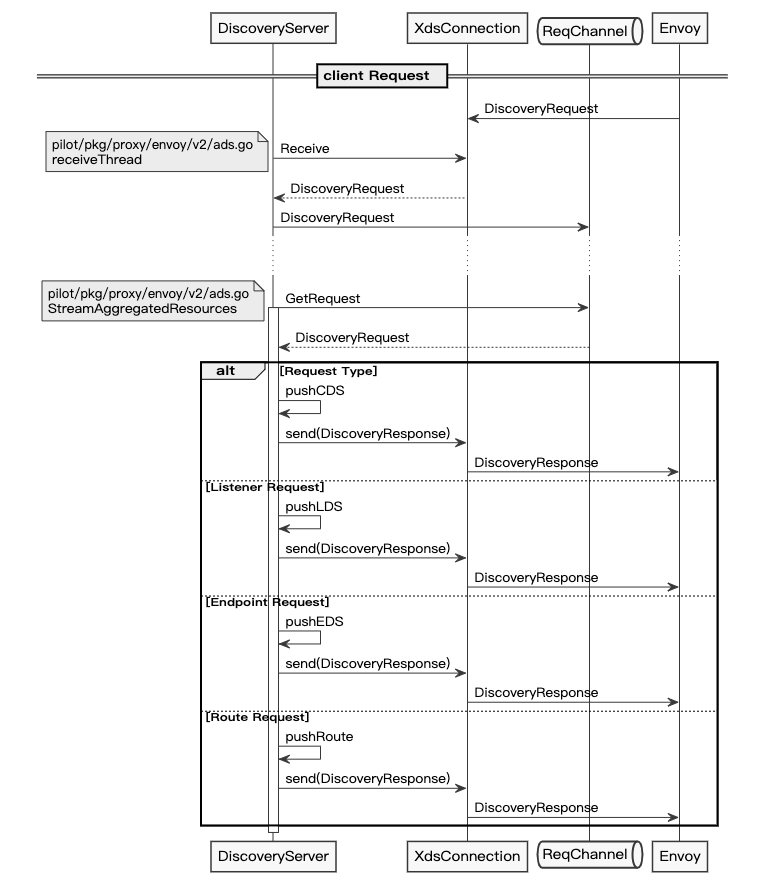 DiscoveryServer
XdsConnection
ReqChannel
Envoy
client Request
DiscoveryRequest
pilot/pkg/proxy/envoy/v2/ads.go
receiveThread
Receive
DiscoveryRequest
DiscoveryRequest
pilot/pkg/proxy/envoy/v2/ads.go
StreamAggregatedResources
GetRequest
DiscoveryRequest
alt
[Request Type]
pushCDS
send(DiscoveryResponse)
DiscoveryResponse
[Listener Request]
pushLDS
send(DiscoveryResponse)
DiscoveryResponse
[Endpoint Request]
pushEDS
send(DiscoveryResponse)
DiscoveryResponse
[Route Request]
pushRoute
send(DiscoveryResponse)
DiscoveryResponse
DiscoveryServer
XdsConnection
ReqChannel
Envoy